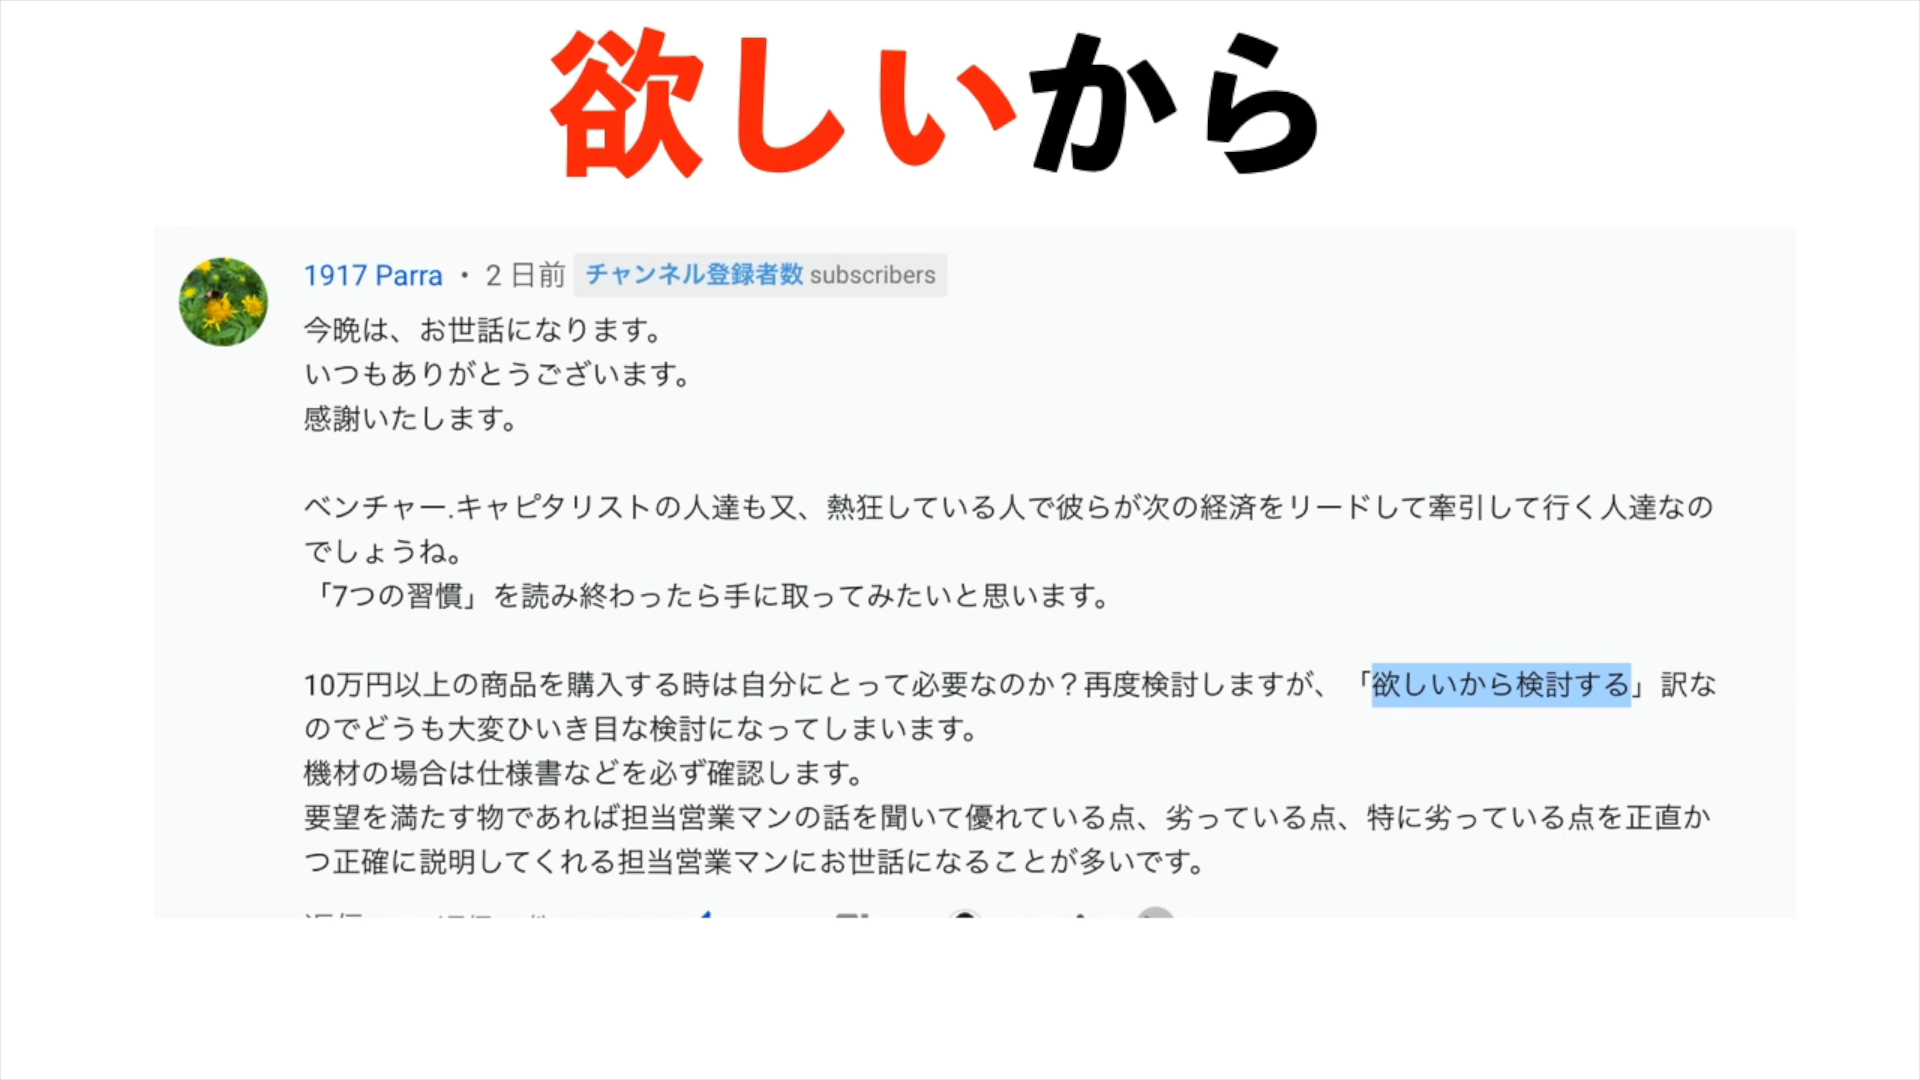 欲しいから
1917 Parra ・ 2 日前 チャンネル登録者数 subscribers
今晩は、お世話になります。
いつもありがとうございます。
感謝いたします。
ベンチャー.キャピタリストの人達も又、熱狂している人で彼らが次の経済をリードして牽引して行く人達なの
でしょうね。
「7つの習慣」を読み終わったら手に取ってみたいと思います。
10万円以上の商品を購入する時は自分にとって必要なのか？再度検討しますが、「欲しいから検討する」訳な
のでどうも大変ひいき目な検討になってしまいます。
機材の場合は仕様書などを必ず確認します。
要望を満たす物であれば担当営業マンの話を聞いて優れている点、劣っている点、特に劣っている点を正直か
つ正確に説明してくれる担当営業マンにお世話になることが多いです。